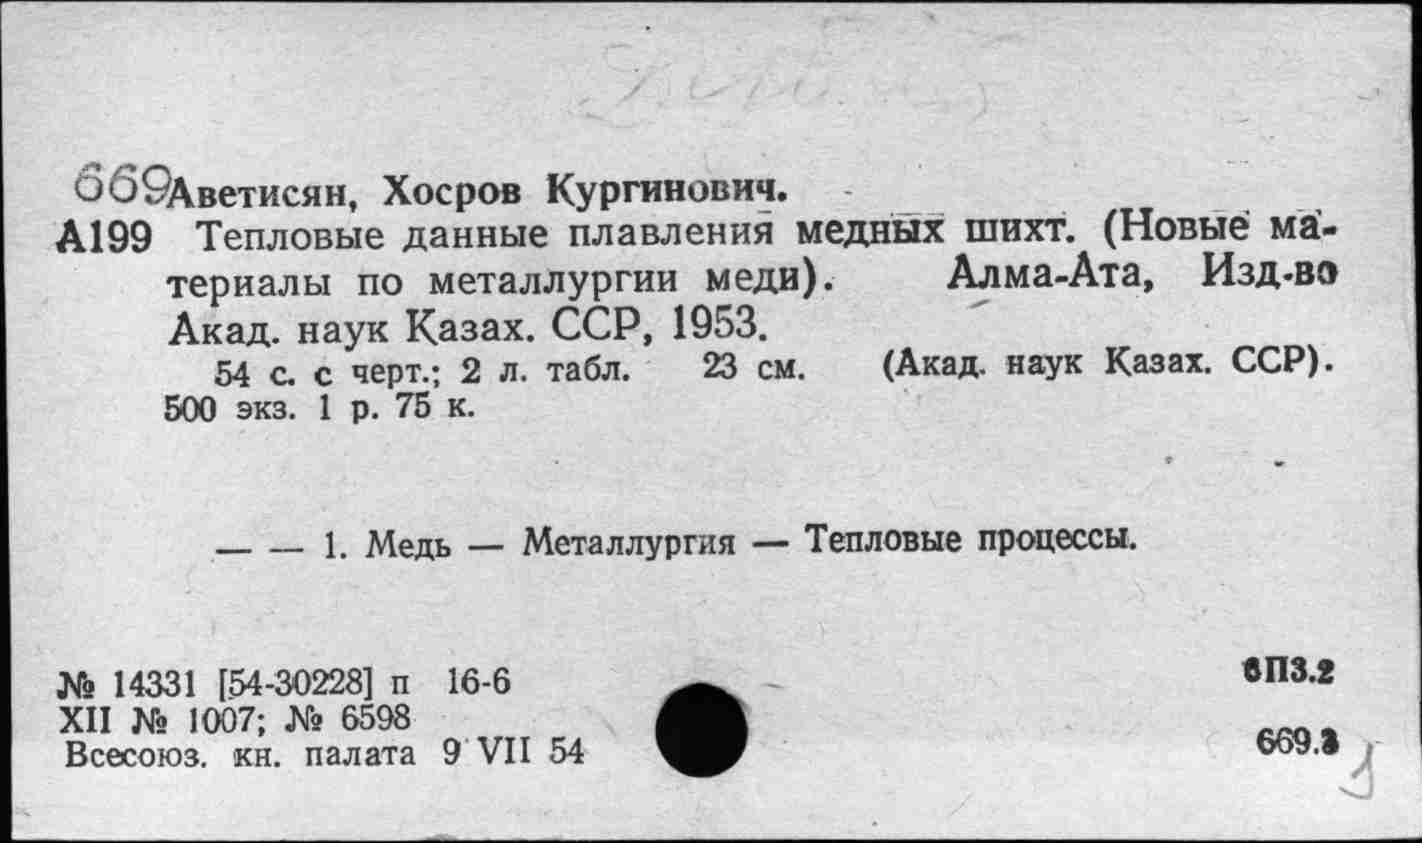 669 Аветисян, Хосров Кургинович.
А199 Тепловые данные плавления медных шихт. (Новые ма-
териалы по металлургии меди). Алма-Ата, Изд-во
Акад. наук Казах. ССР, 1953.
54 с. с черт.; 2 л. табл. 23 см. (Акад. наук Казах. ССР).
500 экз. 1 р. 75 к.
— — 1. Медь — Металлургия — Тепловые процессы.
№ 14331 [54-30228] п 16-6
6П3.2
XII № 1007; № 6598
669.3
Всесоюз. кн. палата 9 VII 54